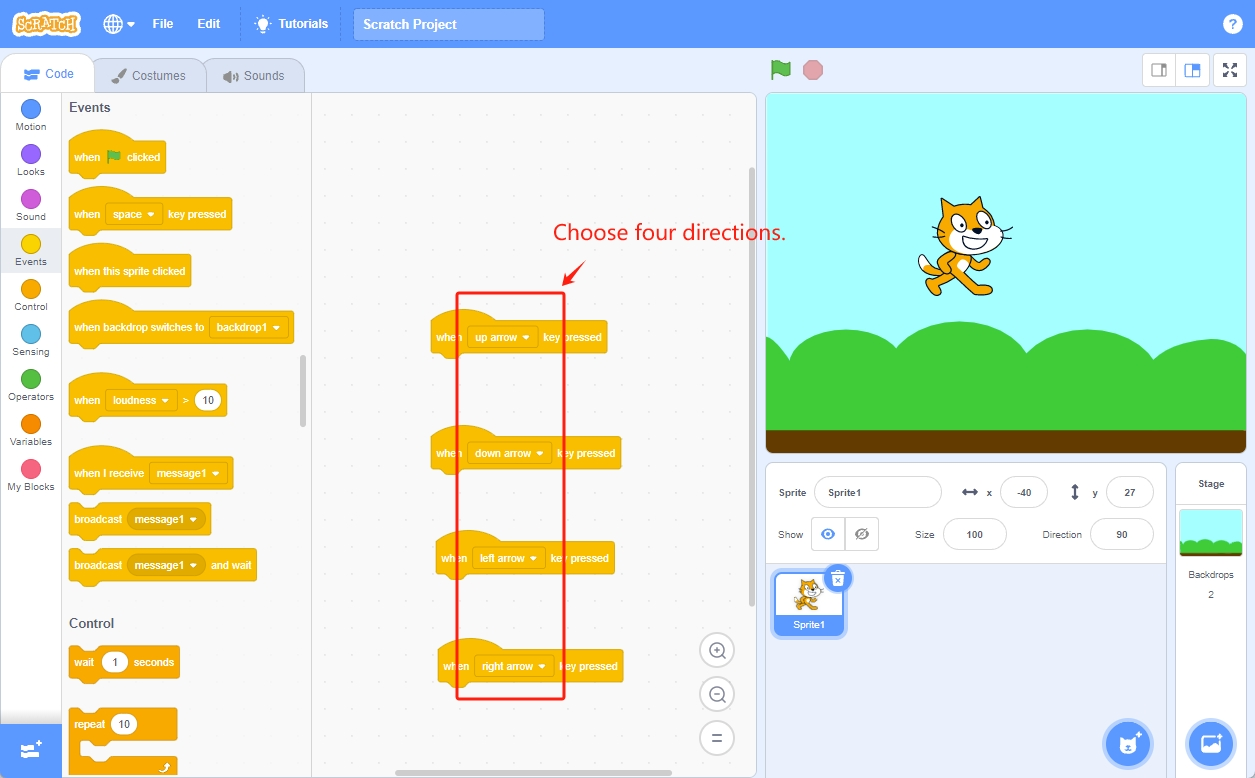 SCRATCH File Edit Tutorials Scratch Project ?
Code Costumes Sounds
Motion
Looks
Sound
Events
Control
Sensing
Operators
Variables
My Blocks
Events
when clicked
when space key pressed
when this sprite clicked
when backdrop switches to backdrop1
when loudness > 10
when I receive message1
broadcast message1
broadcast message1 and wait
Control
wait 1 seconds
repeat 10
Choose four directions.
when up arrow key pressed
when down arrow key pressed
when left arrow key pressed
when right arrow key pressed
Sprite Sprite1 x -40 y 27
Show Size 100 Direction 90
Sprite1
Stage
Backdrops
2